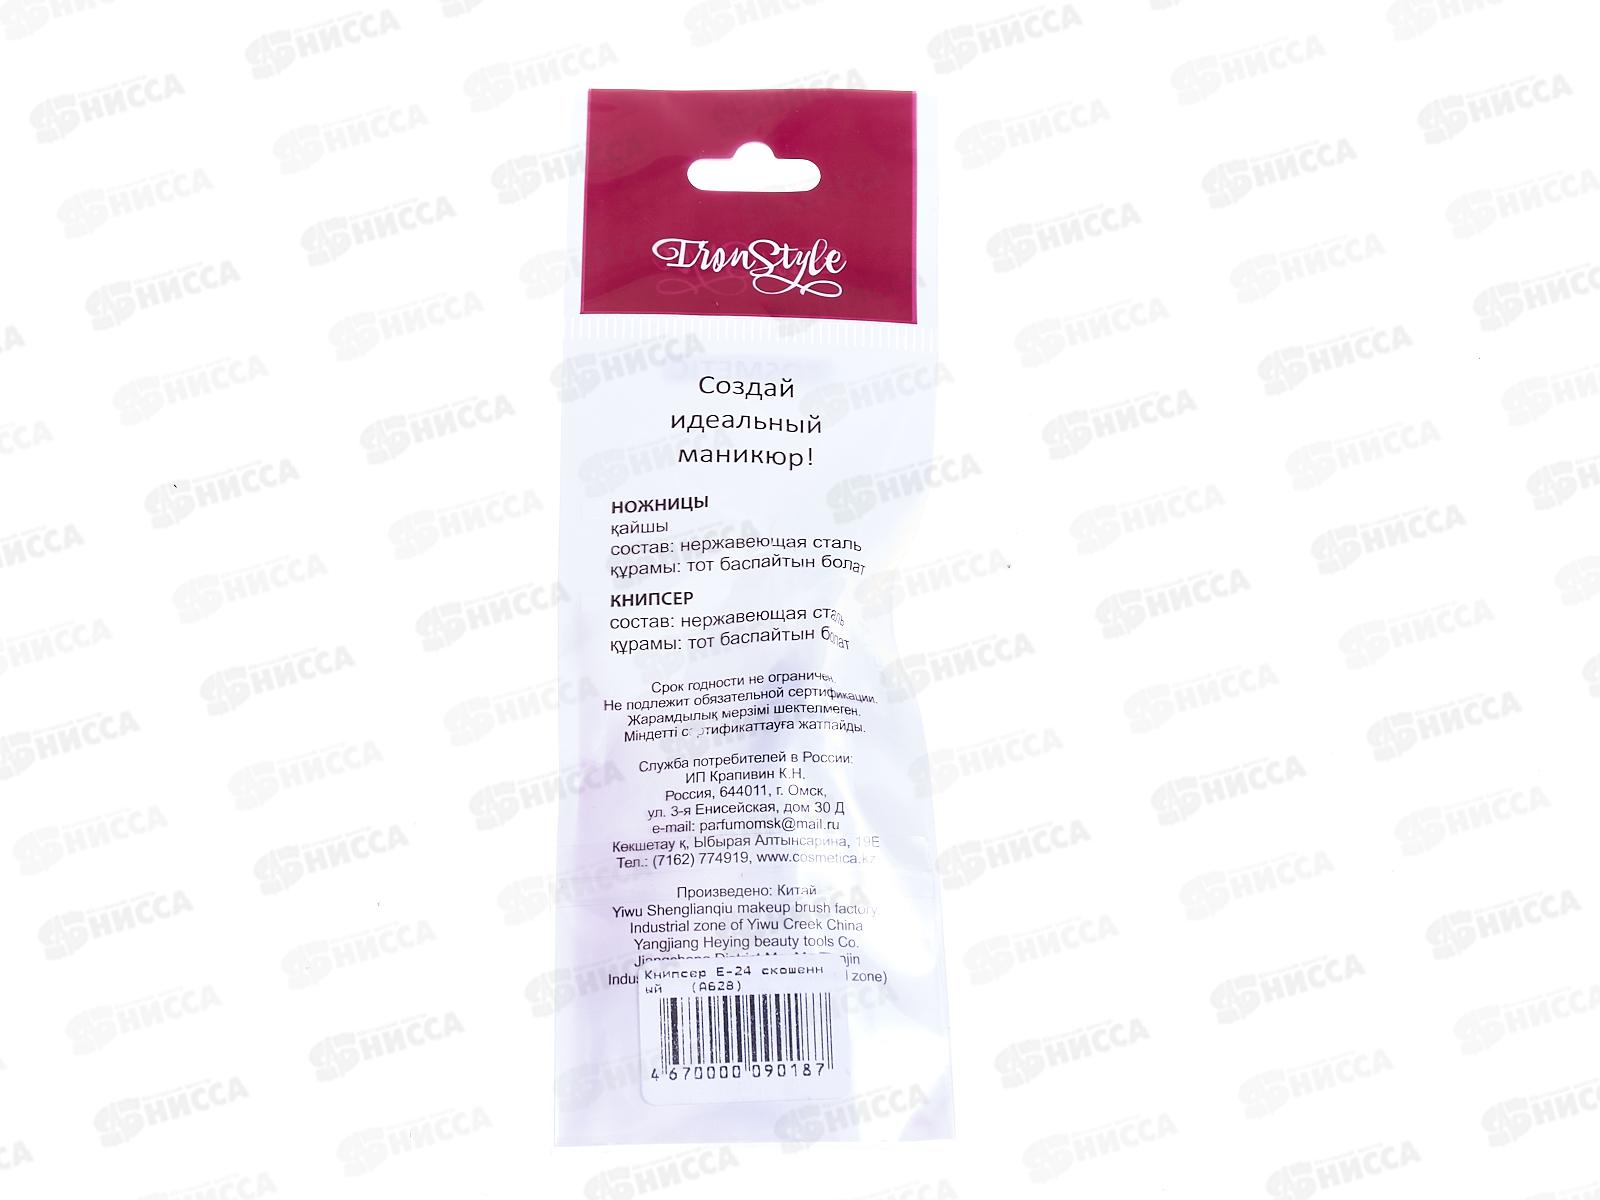 IronStyle
Создай
идеальный
маникюр!
НОЖНИЦЫ
қайшы
состав: нержавеющая сталь
құрамы: тот баспайтын болат
КНИПСЕР
состав: нержавеющая сталь
құрамы: тот баспайтын болат
Срок годности не ограничен.
Не подлежит обязательной сертификации.
Жарамдылық мерзімі шектелмеген.
Міндетті сертификаттауға жатпайды.
Служба потребителей в России:
ИП Крапивин К.Н.
Россия, 644011, г. Омск,
ул. 3-я Енисейская, дом 30 Д
e-mail: parfumomsk@mail.ru
Көкшетау қ, Ыбырая Алтынсарина, 19Е
Тел.: (7162) 774919, www.cosmetica.kz
Произведено: Китай
Yiwu Shenglianqiu makeup brush factory
Industrial zone of Yiwu Creek China
Yangjiang Heying beauty tools Co.
zone)
Книпсер Е-24 скошенн
ый (А628)
4 670000 090187
НИССА